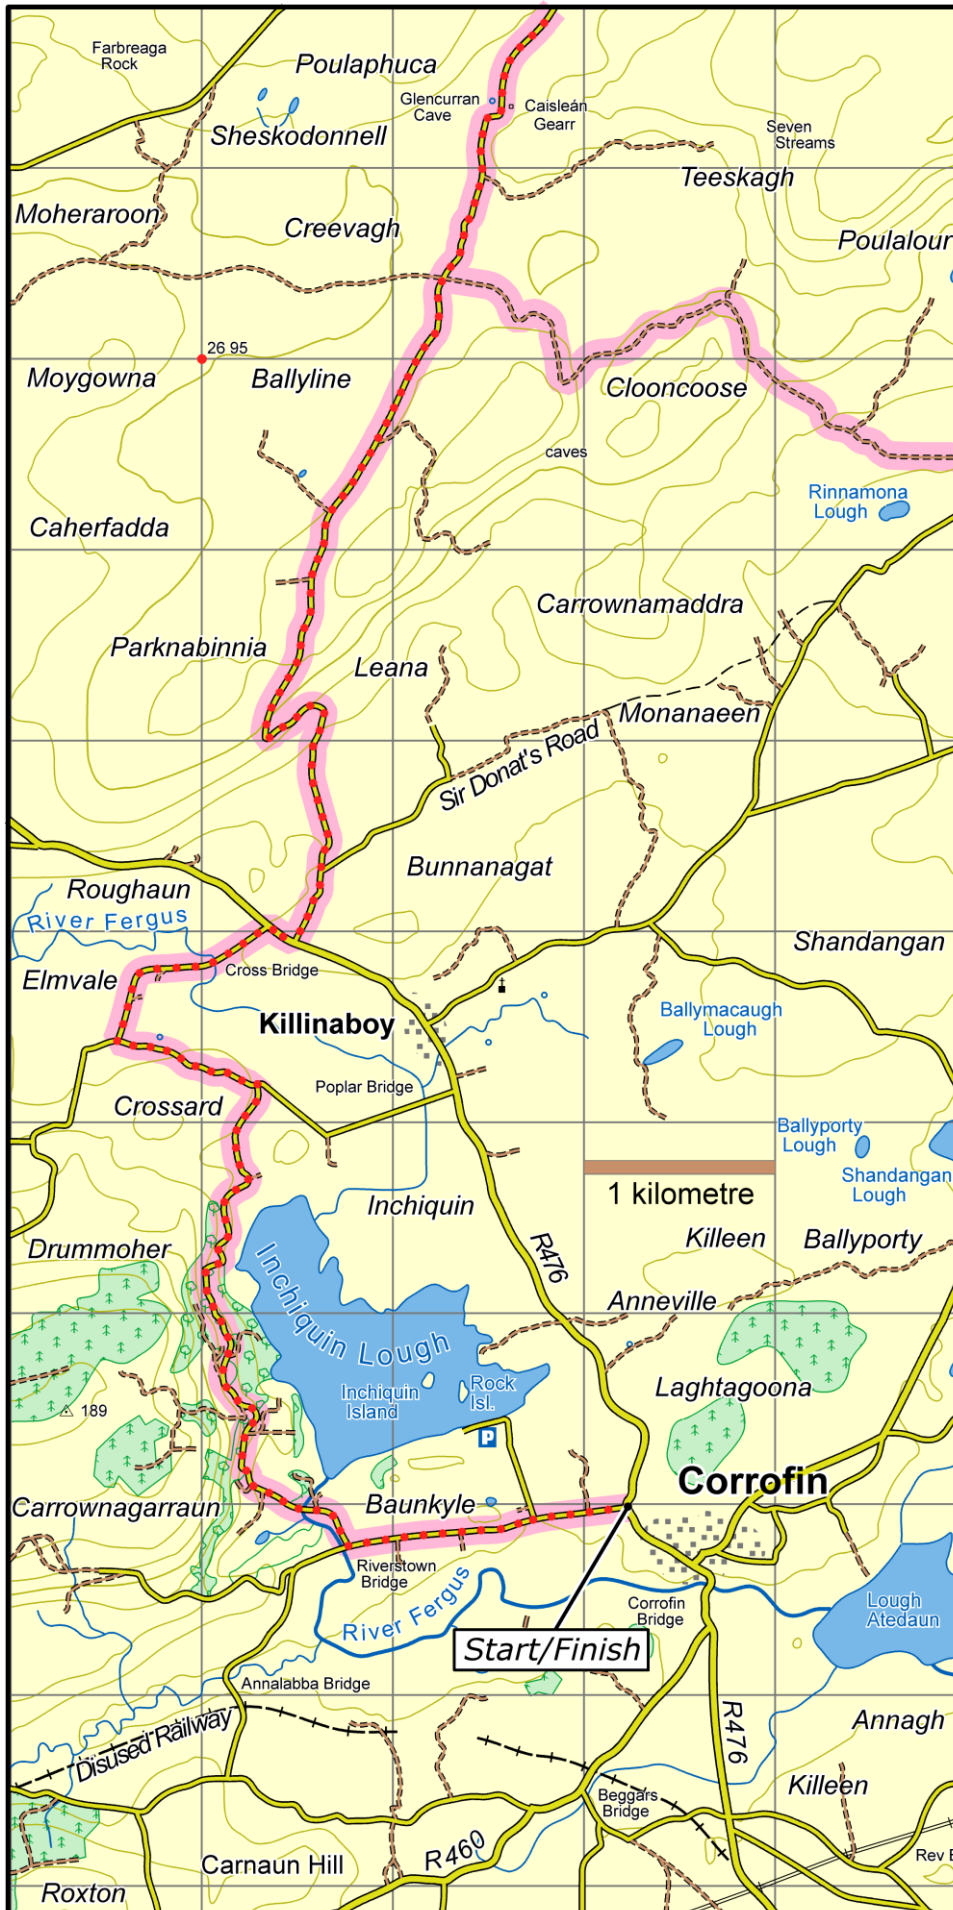 Farbreaga
Rock
Poulaphuca
Glencurran
Cave
Caisleán
Gearr
Sheskodonnell
Seven
Streams
Teeskagh
Moheraroon
Creevagh
Poulalour
26 95
Moygowna
Ballyline
Clooncoose
caves
Rinnamona
Lough
Caherfadda
Carrownamaddra
Parknabinnia
Leana
Monanaeen
Sir Donat's Road
Bunnanagat
Roughaun
River Fergus
Shandangan
Elmvale
Cross Bridge
Killinaboy
Ballymacaugh
Lough
Poplar Bridge
Crossard
Ballyporty
Lough
Shandangan
Lough
1 kilometre
Inchiquin
R476
Drummoher
Killeen
Ballyporty
Inchiquin Lough
Anneville
Rock
Isl.
Inchiquin
Island
Laghtagoona
189
P
Corrofin
Carrownagarraun
Baunkyle
Riverstown
Bridge
River Fergus
Corrofin
Bridge
Lough
Atedaun
Start/Finish
Annalabba Bridge
Disused Railway
R476
Annagh
Killeen
Beggars
Bridge
R460
Carnaun Hill
Rev B
Roxton